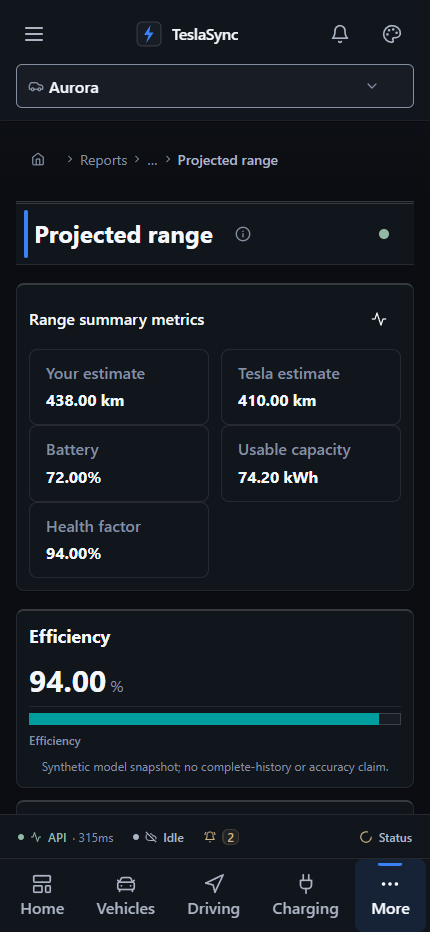 TeslaSync
Aurora
Reports ... Projected range
Projected range
Range summary metrics
Your estimate
438.00 km
Tesla estimate
410.00 km
Battery
72.00%
Usable capacity
74.20 kWh
Health factor
94.00%
Efficiency
94.00 %
Efficiency
Synthetic model snapshot; no complete-history or accuracy claim.
API · 315ms Idle 2 Status
Home Vehicles Driving Charging More